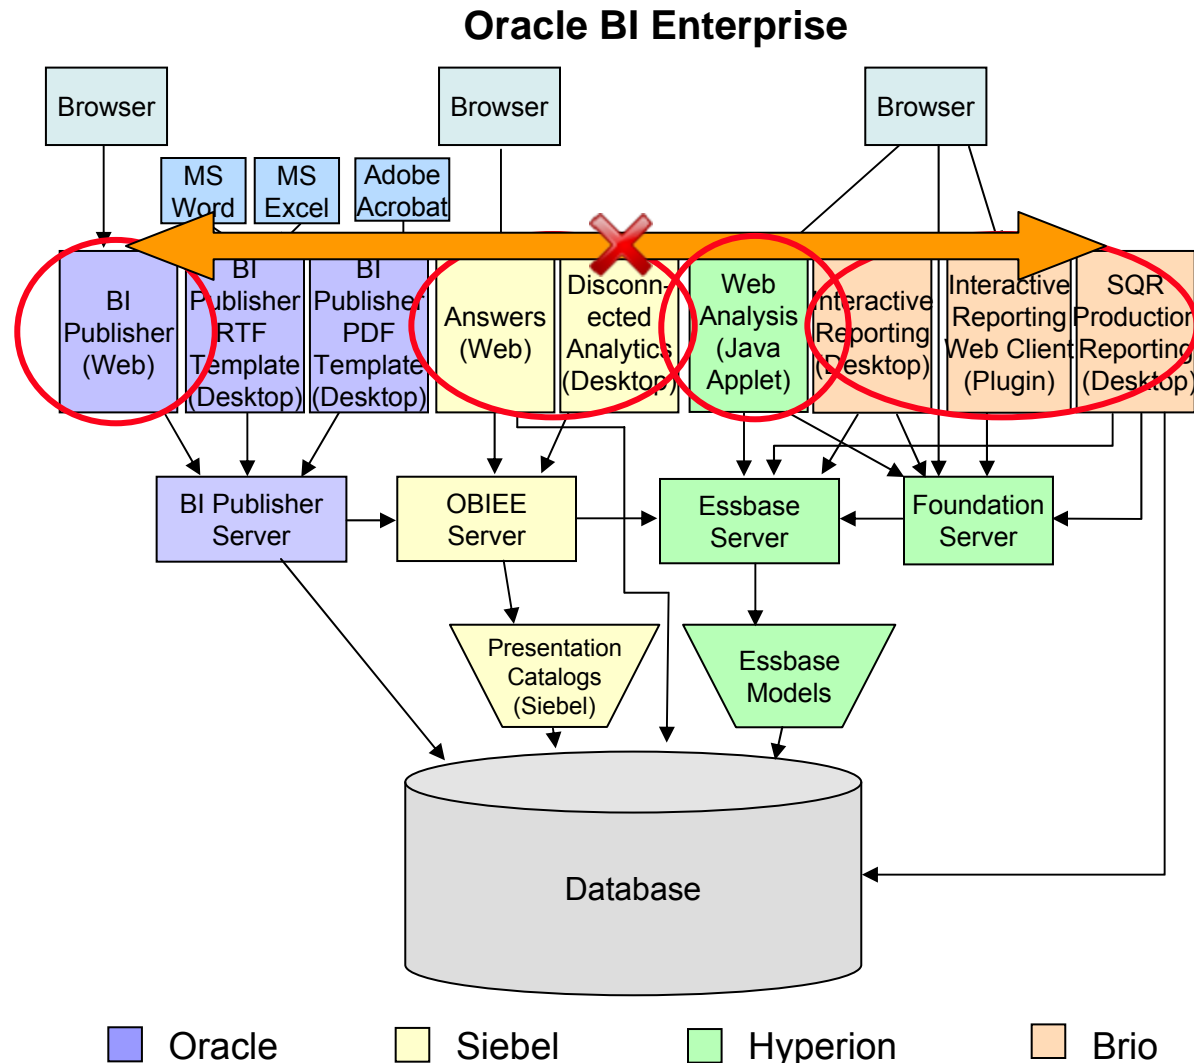 Oracle BI Enterprise
Browser
Browser
Browser
MS
Word
MS
Excel
Adobe
Acrobat
BI
Publisher
(Web)
BI
Publisher
RTF
Template
(Desktop)
BI
Publisher
PDF
Template
(Desktop)
Answers
(Web)
Disconn-
ected
Analytics
(Desktop)
Web
Analysis
(Java
Applet)
Interactive
Reporting
(Desktop)
Interactive
Reporting
Web Client
(Plugin)
SQR
Production
Reporting
(Desktop)
BI Publisher
Server
OBIEE
Server
Essbase
Server
Foundation
Server
Presentation
Catalogs
(Siebel)
Essbase
Models
Database
Oracle
Siebel
Hyperion
Brio